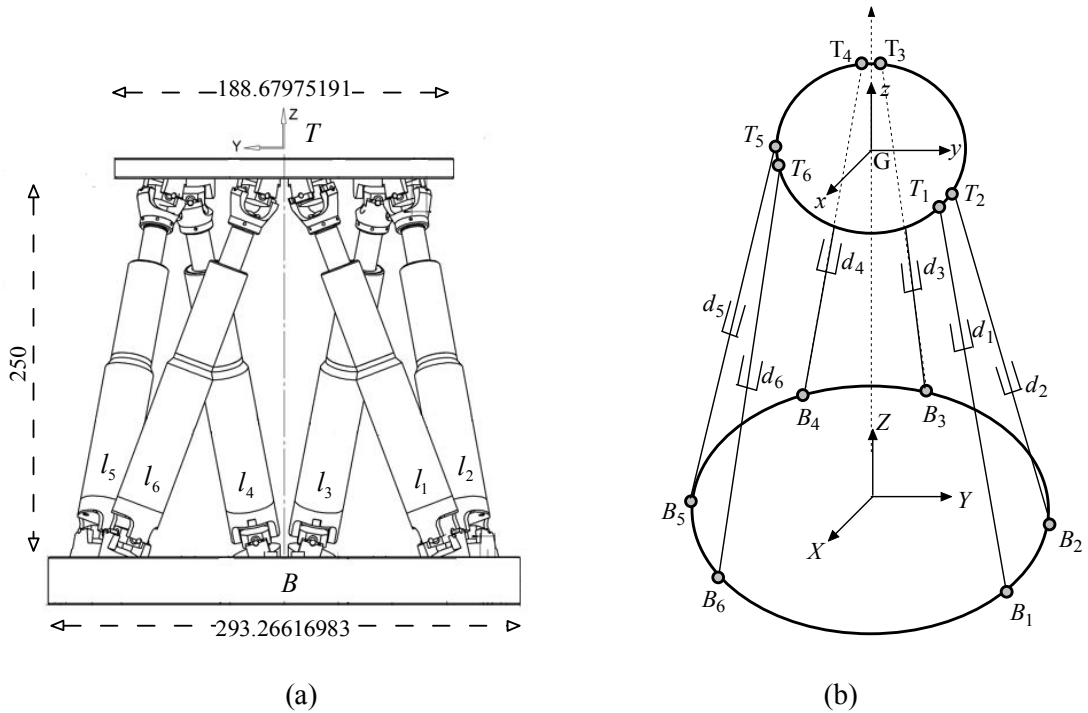 188.67975191
Z
Y
T
250
l5
l6
l4
l3
l1
l2
B
293.26616983
(a)
T4 T3
z
T5
T6
G
y
x
T1
T2
d4
d3
d5
d1
d6
d2
B4
B3
Z
B5
Y
X
B2
B6
B1
(b)